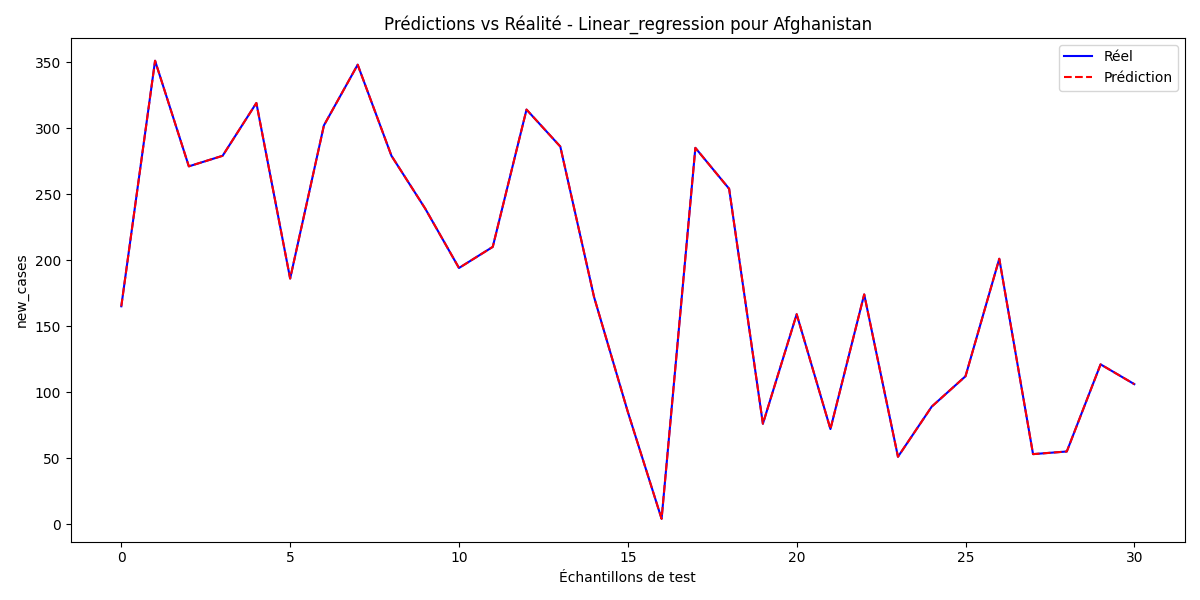 Prédictions vs Réalité - Linear_regression pour Afghanistan
Réel
Prédiction
new_cases
350
300
250
200
150
100
50
0
0 5 10 15 20 25 30
Échantillons de test